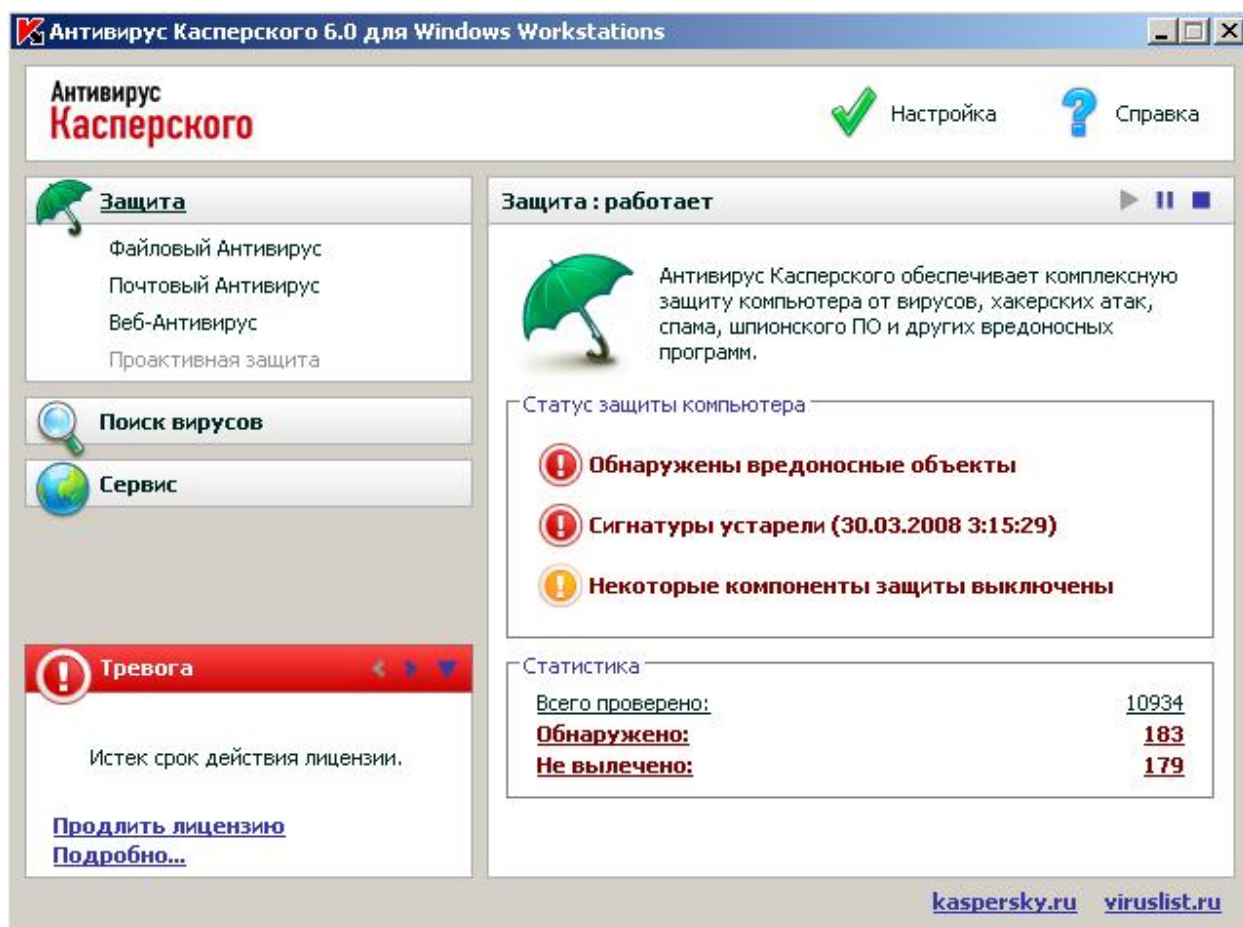 Антивирус Касперского 6.0 для Windows Workstations
Антивирус
Касперского
Настройка
Справка
Защита
Файловый Антивирус
Почтовый Антивирус
Веб-Антивирус
Проактивная защита
Поиск вирусов
Сервис
Тревога
Истек срок действия лицензии.
Продлить лицензию
Подробно...
Защита : работает
Антивирус Касперского обеспечивает комплексную
защиту компьютера от вирусов, хакерских атак,
спама, шпионского ПО и других вредоносных
программ.
Статус защиты компьютера
Обнаружены вредоносные объекты
Сигнатуры устарели (30.03.2008 3:15:29)
Некоторые компоненты защиты выключены
Статистика
Всего проверено: 10934
Обнаружено: 183
Не вылечено: 179
kaspersky.ru viruslist.ru